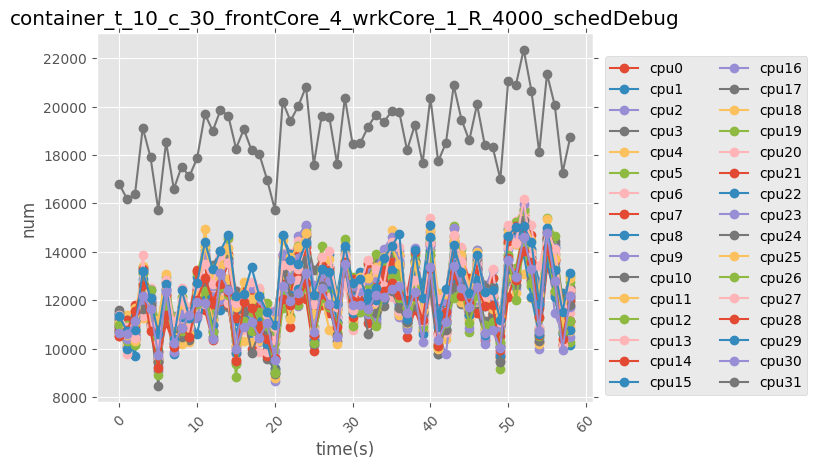 container_t_10_c_30_frontCore_4_wrkCore_1_R_4000_schedDebug
22000
20000
18000
16000
14000
12000
10000
8000
num
0
10
20
30
40
50
60
time(s)
cpu0
cpu1
cpu2
cpu3
cpu4
cpu5
cpu6
cpu7
cpu8
cpu9
cpu10
cpu11
cpu12
cpu13
cpu14
cpu15
cpu16
cpu17
cpu18
cpu19
cpu20
cpu21
cpu22
cpu23
cpu24
cpu25
cpu26
cpu27
cpu28
cpu29
cpu30
cpu31